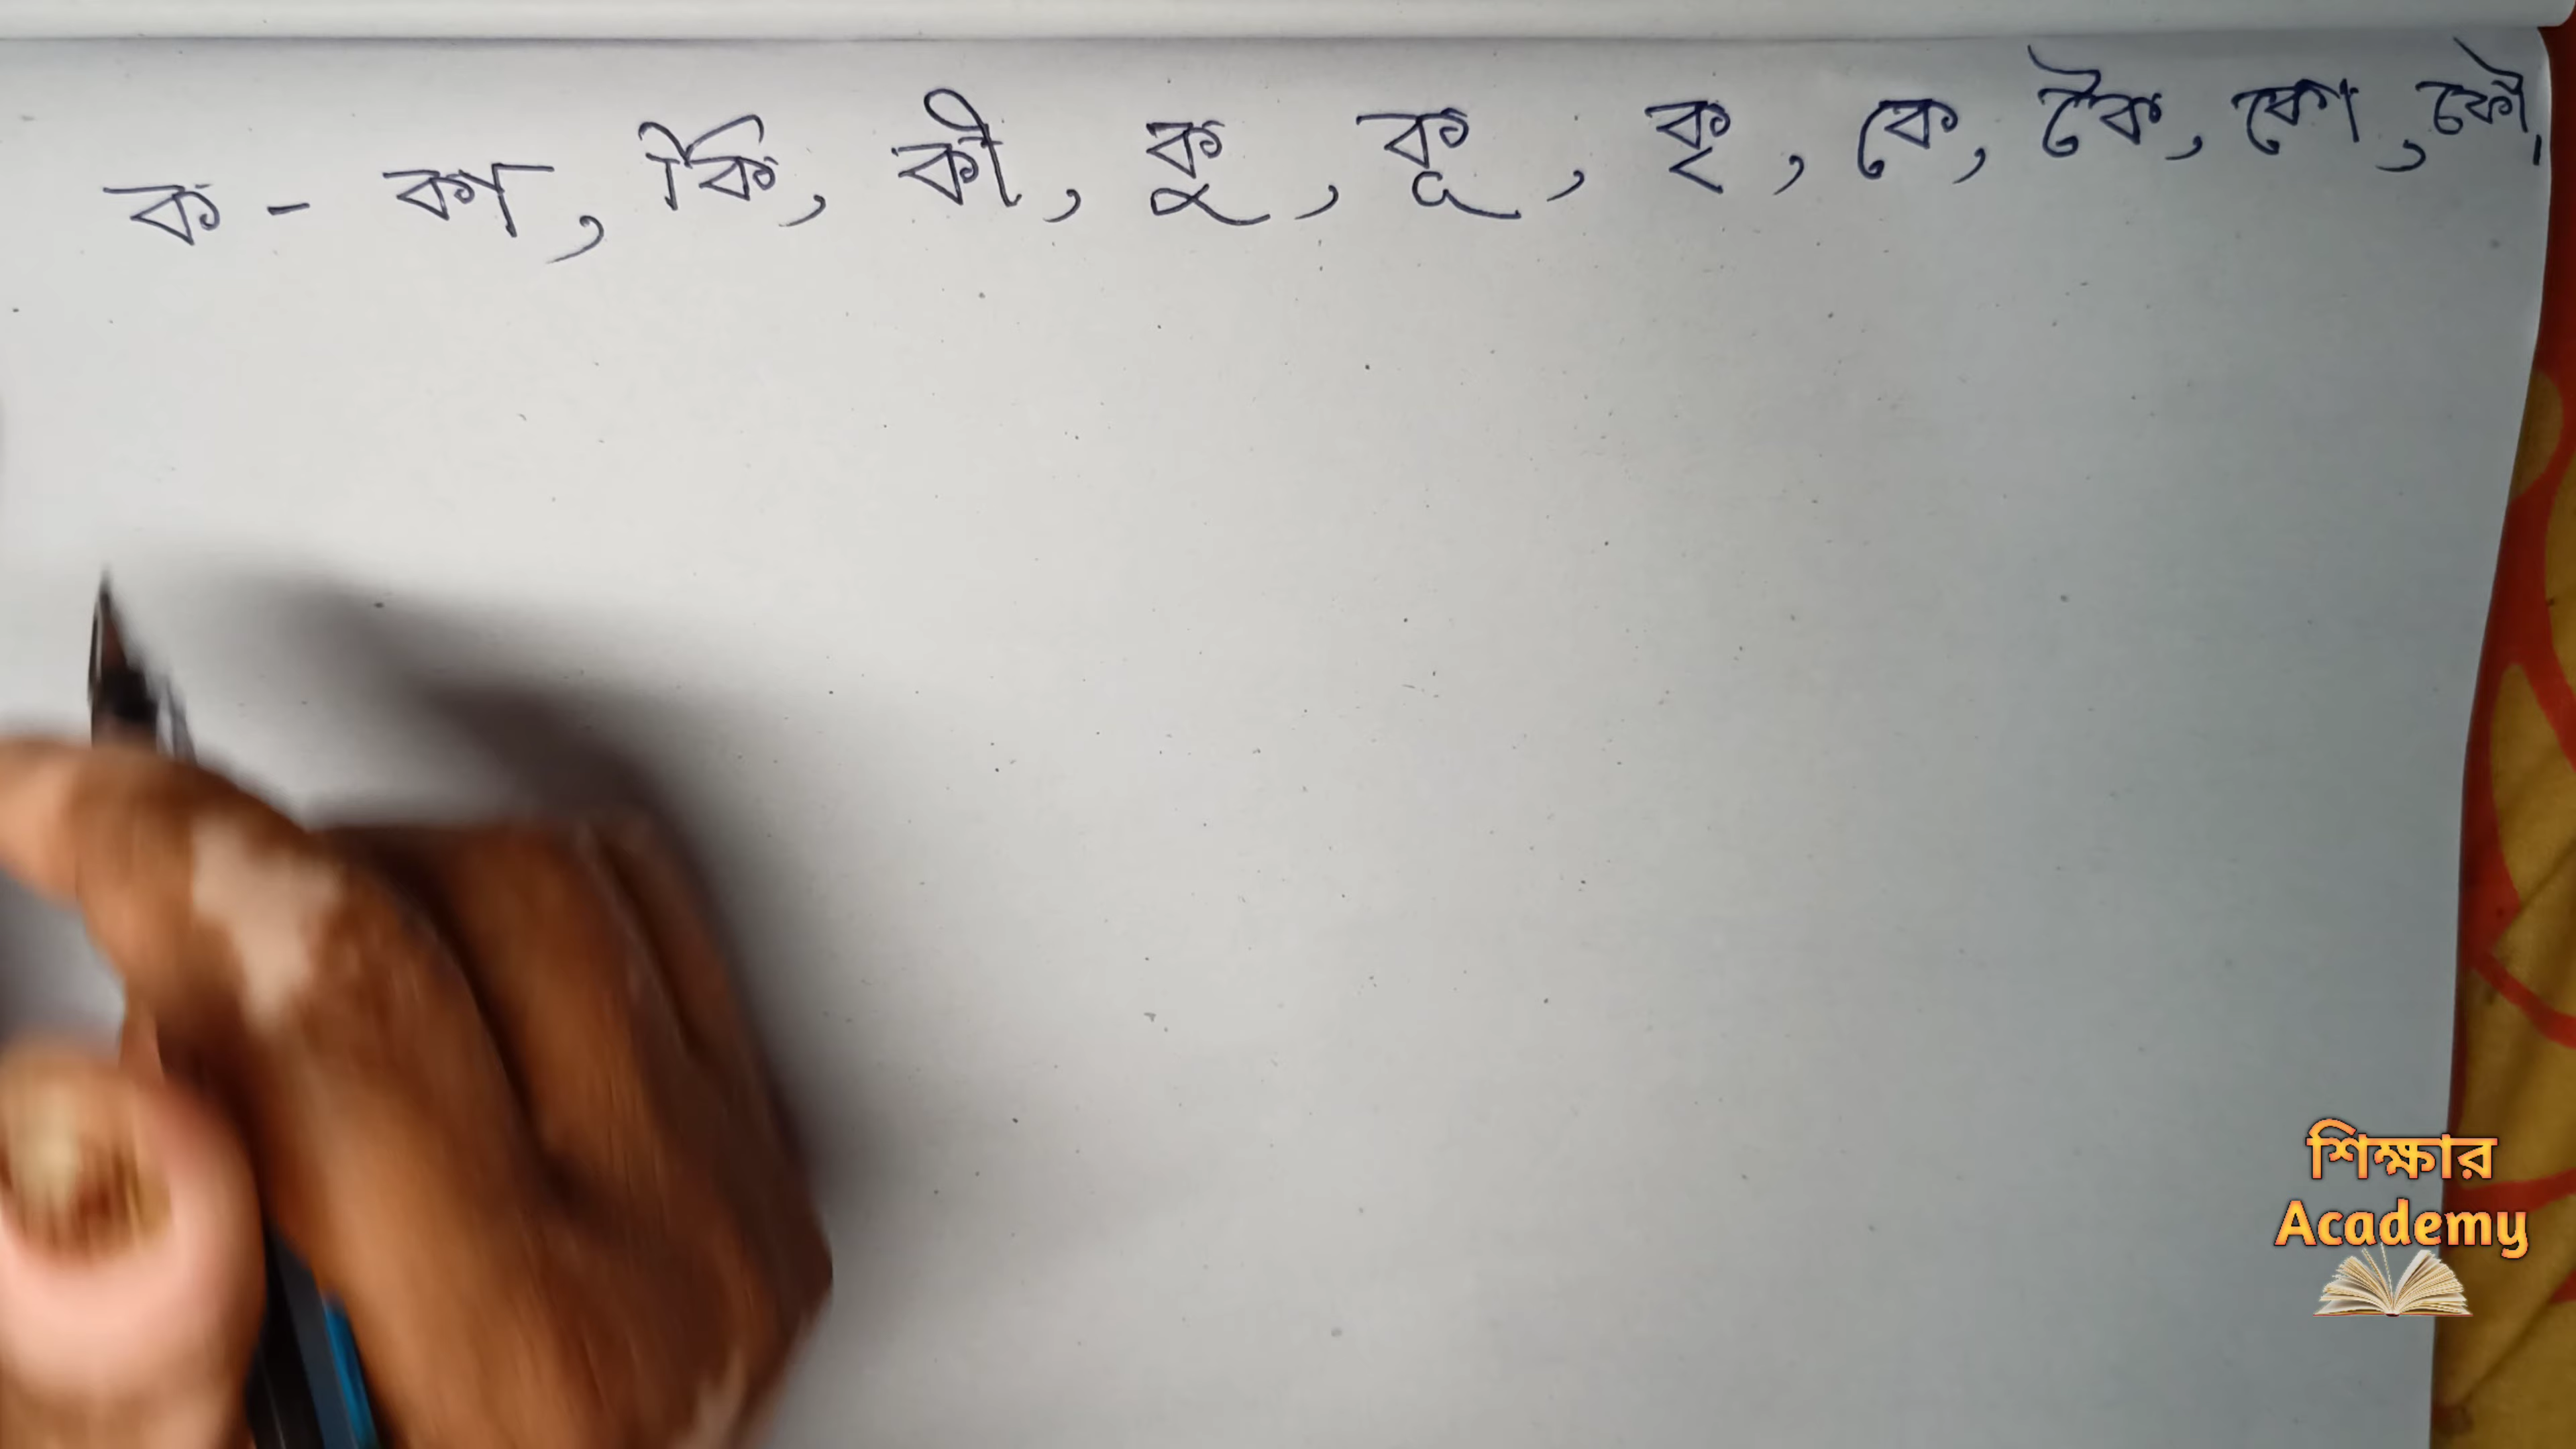 ক - কা, কি, কী, কু, কূ, কৃ, কে, কৈ, কো, কৌ,
শিক্ষার
Academy